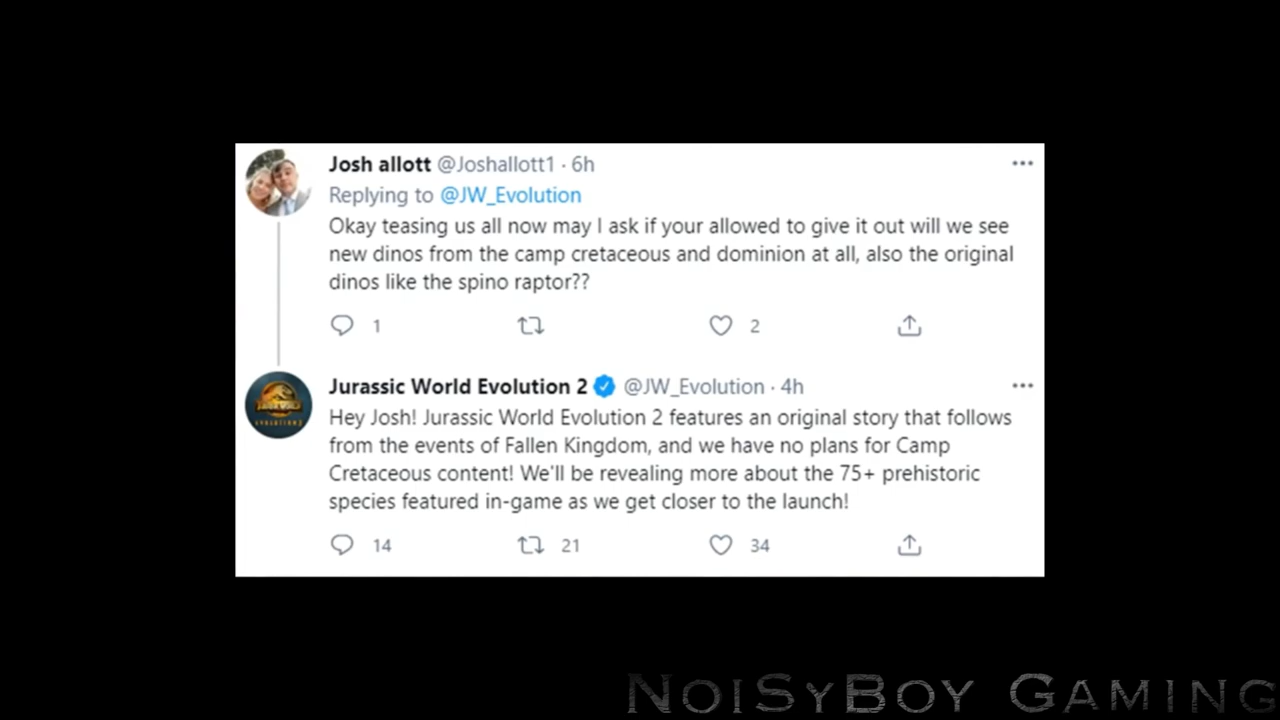 Josh allott @Joshallott1 · 6h
Replying to @JW_Evolution
Okay teasing us all now may I ask if your allowed to give it out will we see
new dinos from the camp cretaceous and dominion at all, also the original
dinos like the spino raptor??
1 2
Jurassic World Evolution 2 @JW_Evolution · 4h
Hey Josh! Jurassic World Evolution 2 features an original story that follows
from the events of Fallen Kingdom, and we have no plans for Camp
Cretaceous content! We'll be revealing more about the 75+ prehistoric
species featured in-game as we get closer to the launch!
14 21 34
NoiSyBoy Gaming